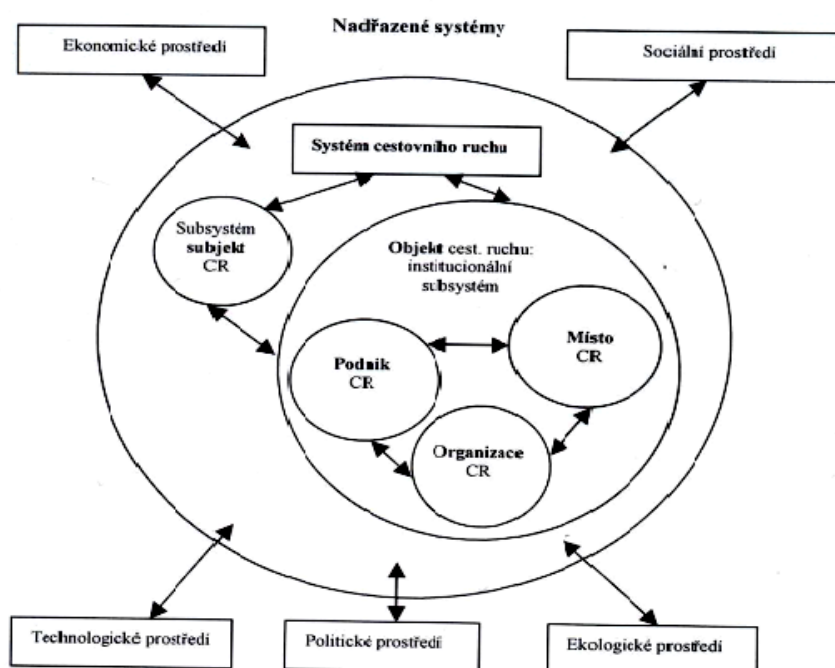 Nadřazené systémy
Ekonomické prostředí
Sociální prostředí
Systém cestovního ruchu
Subsystém
subjekt
CR
Objekt cest. ruchu:
institucionální
subsystém
Podnik
CR
Místo
CR
Organizace
CR
Technologické prostředí
Politické prostředí
Ekologické prostředí